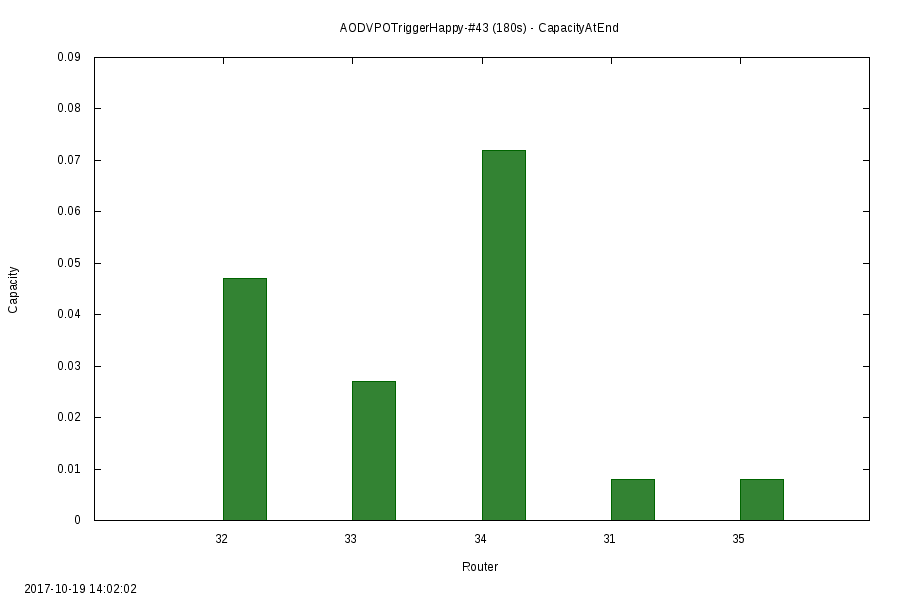 AODVPOTriggerHappy-#43 (180s) - CapacityAtEnd
0.09
0.08
0.07
0.06
0.05
0.04
0.03
0.02
0.01
0
Capacity
32 33 34 31 35
Router
2017-10-19 14:02:02